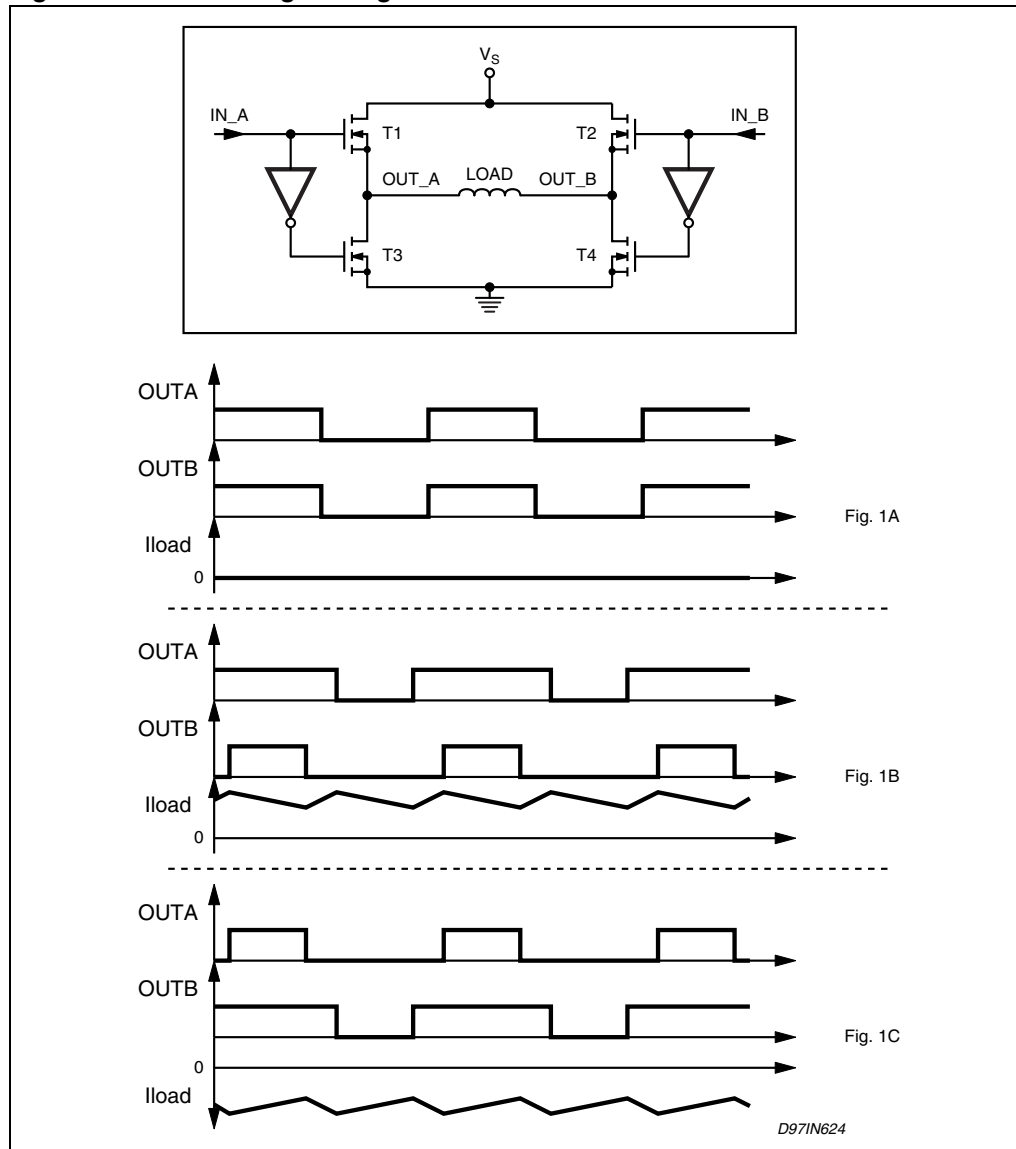 V_S
IN_A
IN_B
T1
T2
OUT_A
LOAD
OUT_B
T3
T4
OUTA
OUTB
Fig. 1A
Iload
0
OUTA
OUTB
Fig. 1B
Iload
0
OUTA
OUTB
Fig. 1C
0
Iload
D97IN624